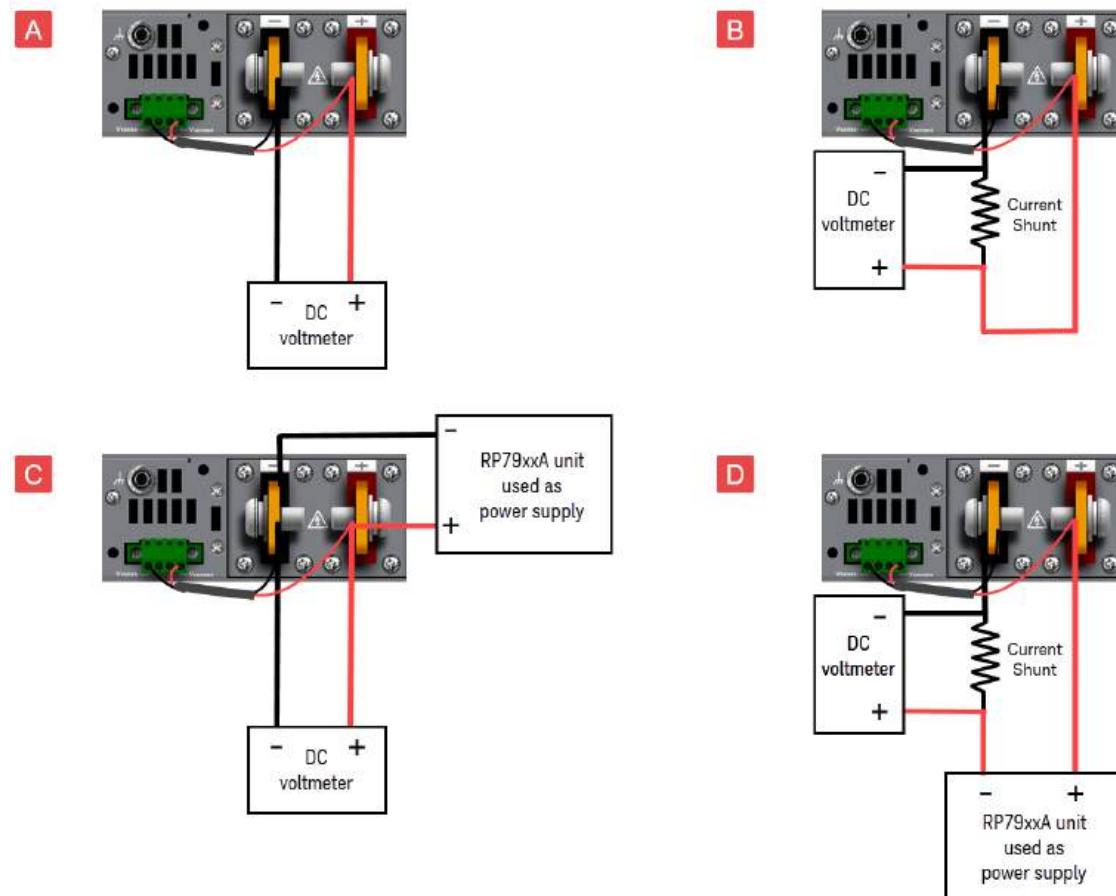 A
−
+
−
+
DC
voltmeter
B
−
+
−
DC
voltmeter
+
Current
Shunt
C
−
RP79xxA unit
used as
power supply
+
−
+
−
+
DC
voltmeter
D
−
+
−
DC
voltmeter
+
Current
Shunt
−
+
RP79xxA unit
used as
power supply